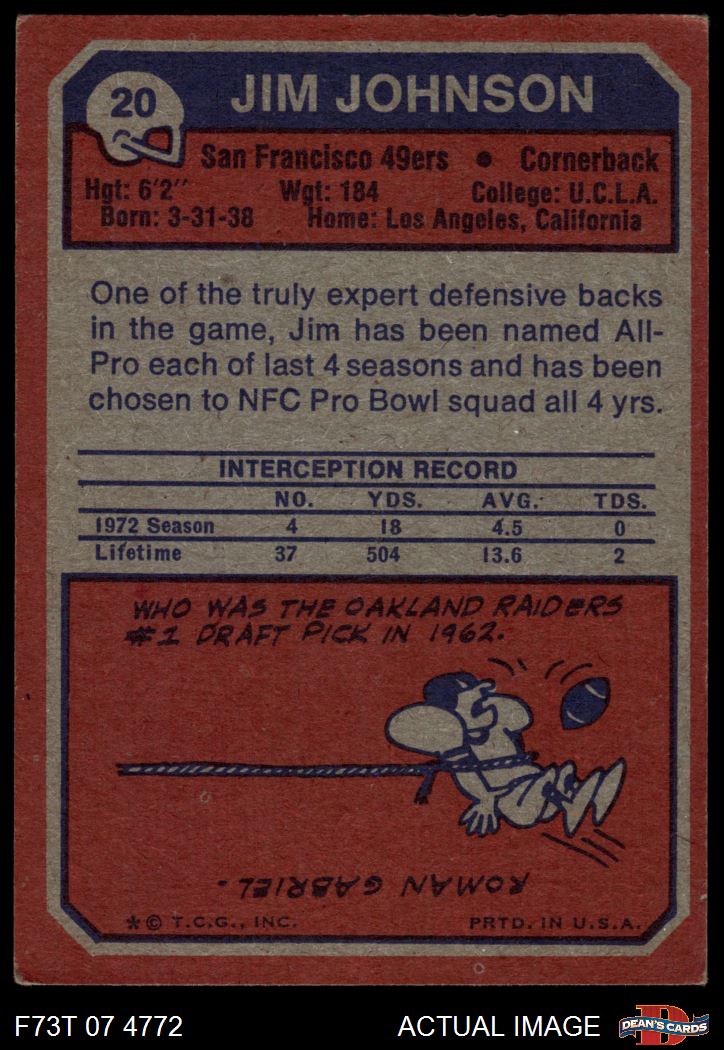 20
JIM JOHNSON
San Francisco 49ers • Cornerback
Hgt: 6'2" Wgt: 184 College: U.C.L.A.
Born: 3-31-38 Home: Los Angeles, California
One of the truly expert defensive backs
in the game, Jim has been named All-
Pro each of last 4 seasons and has been
chosen to NFC Pro Bowl squad all 4 yrs.
INTERCEPTION RECORD
NO. YDS. AVG. TDS.
1972 Season 4 18 4.5 0
Lifetime 37 504 13.6 2
WHO WAS THE OAKLAND RAIDERS
#1 DRAFT PICK IN 1962.
ROMAN GABRIEL.
* © T.C.G., INC. PRTD. IN U.S.A.
F73T 07 4772 ACTUAL IMAGE
D
DEAN'S CARDS